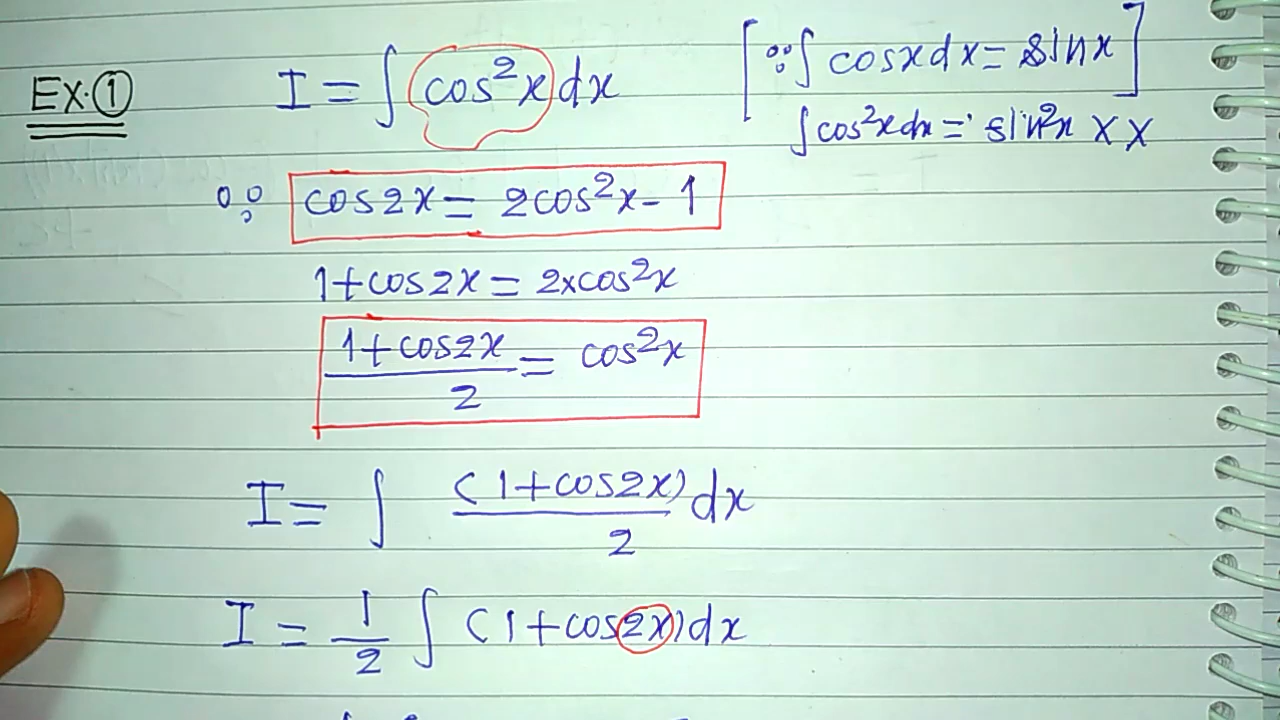 Ex.① I = ∫ cos²x dx [∵ ∫ cosx dx = sinx]
∫cos²x dx = sin²x ××
∵ cos2x = 2cos²x - 1
1+cos2x = 2×cos²x
(1+cos2x)/2 = cos²x
I = ∫ (1+cos2x)/2 dx
I = 1/2 ∫ (1+cos2x)dx